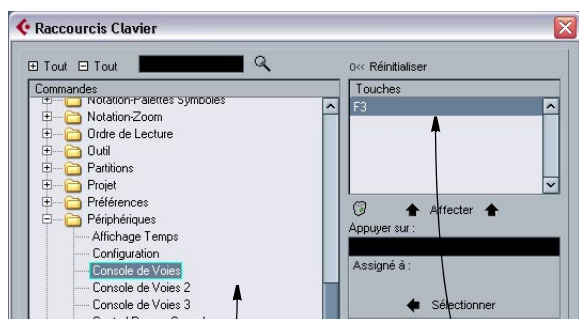 Raccourcis Clavier
Tout Tout
Réinitialiser
Commandes
Touches
Notation-Palettes Symboles
F3
Notation-Zoom
Ordre de Lecture
Outil
Partitions
Projet
Préférences
Affecter
Périphériques
Appuyer sur :
Affichage Temps
Configuration
Assigné à :
Console de Voies
Console de Voies 2
Sélectionner
Console de Voies 3